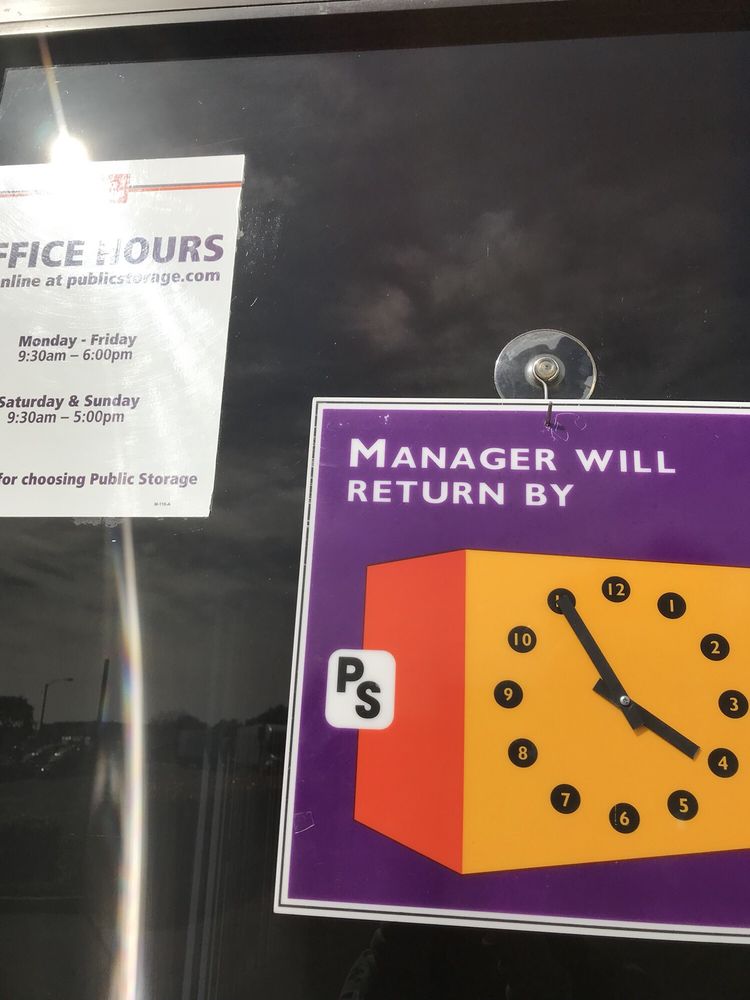 FFICE HOURS
nline at publicstorage.com
Monday - Friday
9:30am – 6:00pm
Saturday & Sunday
9:30am – 5:00pm
for choosing Public Storage
MANAGER WILL
RETURN BY
12
1
2
3
4
5
6
7
8
9
10
PS